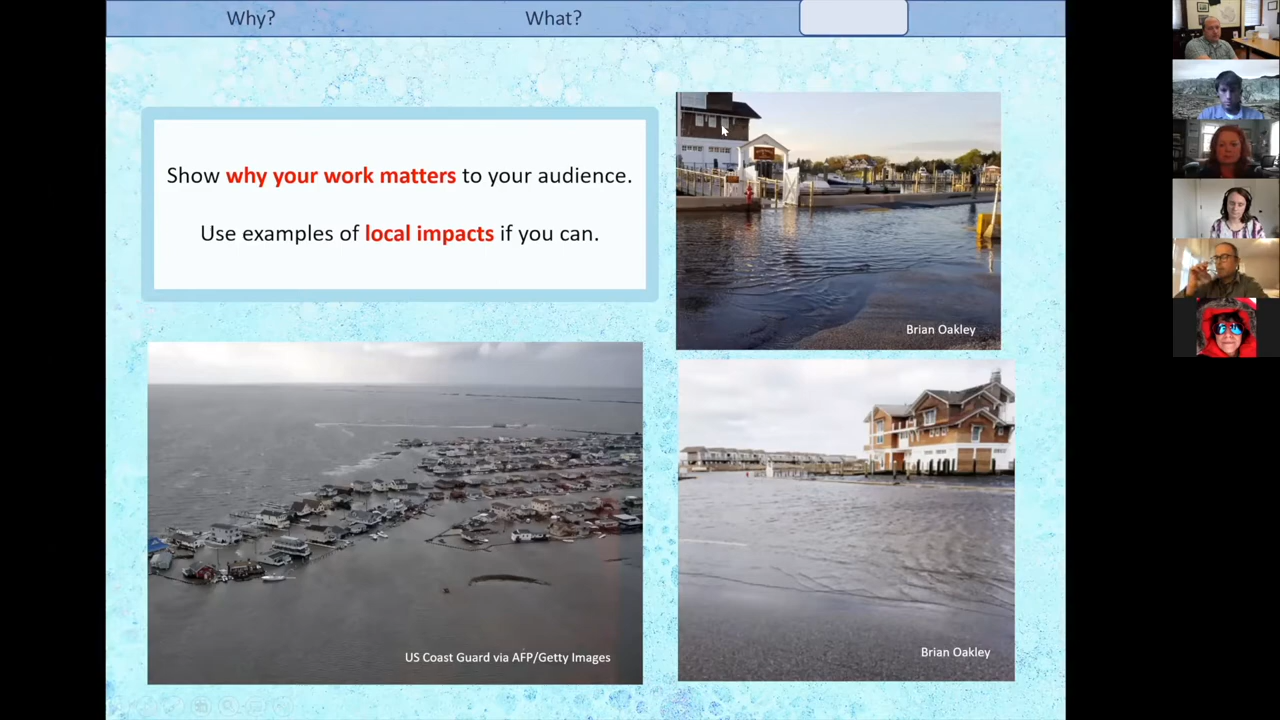 Why?
What?
Show why your work matters to your audience.
Use examples of local impacts if you can.
Brian Oakley
US Coast Guard via AFP/Getty Images
Brian Oakley